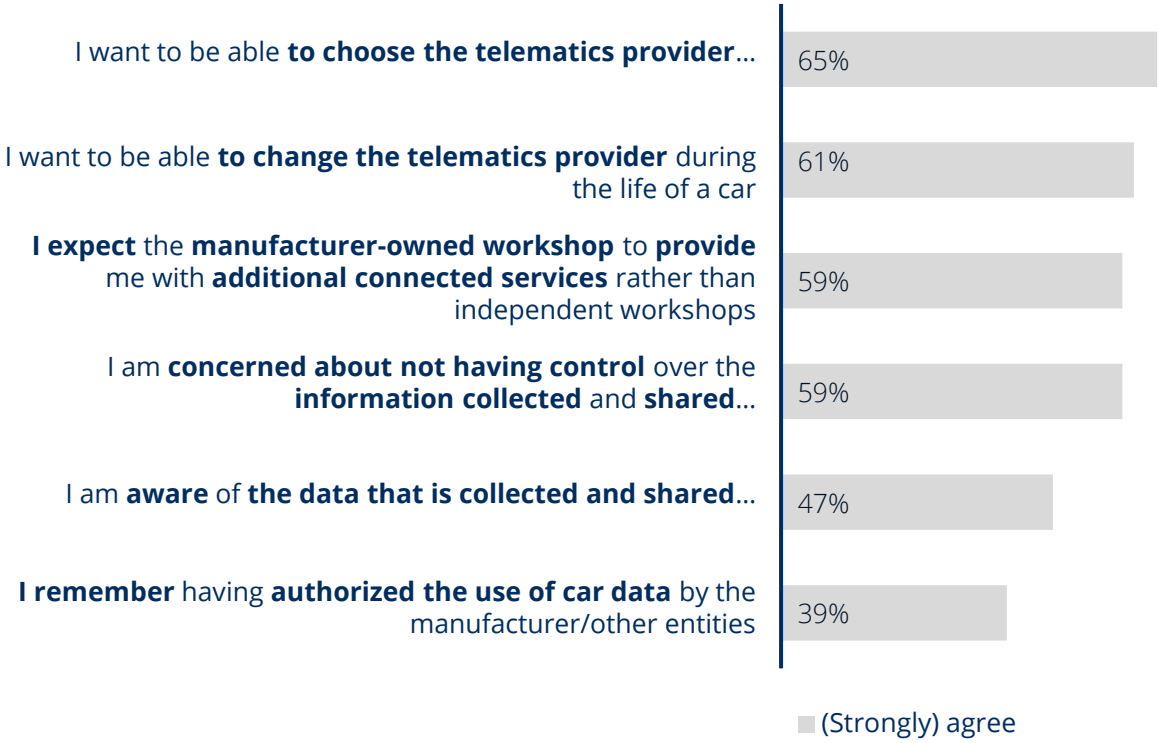 I want to be able to choose the telematics provider...
65%
I want to be able to change the telematics provider during
the life of a car
61%
I expect the manufacturer-owned workshop to provide
me with additional connected services rather than
independent workshops
59%
I am concerned about not having control over the
information collected and shared...
59%
I am aware of the data that is collected and shared...
47%
I remember having authorized the use of car data by the
manufacturer/other entities
39%
(Strongly) agree